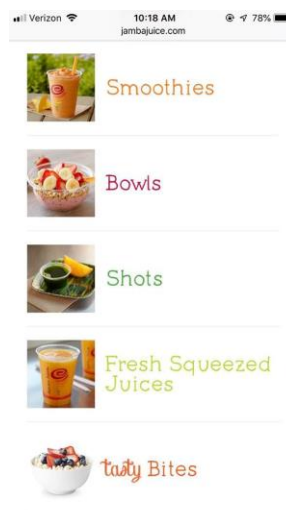 Verizon 10:18 AM 78%
jambajuice.com
Smoothies
Bowls
Shots
Fresh Squeezed
Juices
tasty Bites